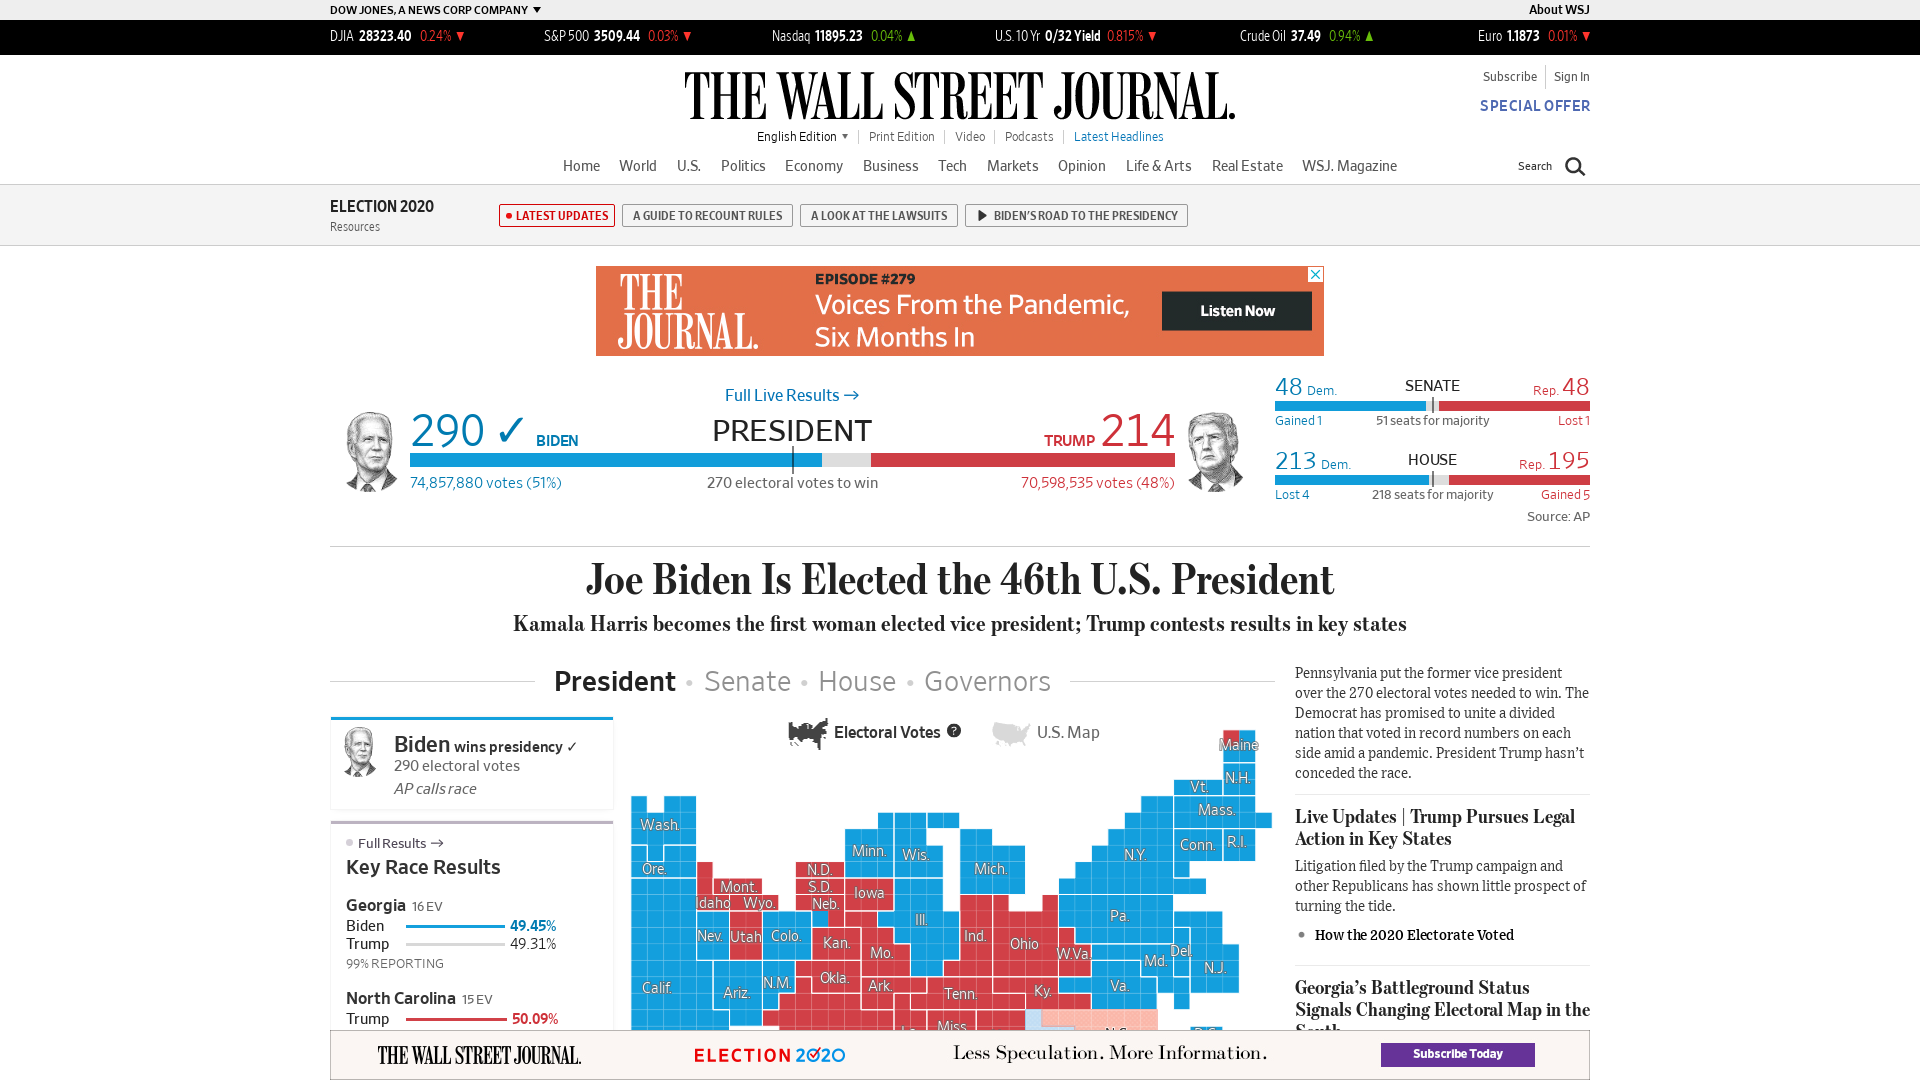 DOW JONES, A NEWS CORP COMPANY
About WSJ
DJIA 28323.40 0.24%
S&P 500 3509.44 0.03%
Nasdaq 11895.23 0.04%
U.S. 10 Yr 0/32 Yield 0.815%
Crude Oil 37.49 0.94%
Euro 1.1873 0.01%
THE WALL STREET JOURNAL.
Subscribe
Sign In
SPECIAL OFFER
English Edition
Print Edition
Video
Podcasts
Latest Headlines
Home
World
U.S.
Politics
Economy
Business
Tech
Markets
Opinion
Life & Arts
Real Estate
WSJ. Magazine
Search
ELECTION 2020
Resources
LATEST UPDATES
A GUIDE TO RECOUNT RULES
A LOOK AT THE LAWSUITS
BIDEN'S ROAD TO THE PRESIDENCY
THE
JOURNAL.
EPISODE #279
Voices From the Pandemic,
Six Months In
Listen Now
Full Live Results →
290 ✓ BIDEN
PRESIDENT
TRUMP 214
74,857,880 votes (51%)
270 electoral votes to win
70,598,535 votes (48%)
48 Dem.
SENATE
Rep. 48
Gained 1
51 seats for majority
Lost 1
213 Dem.
HOUSE
Rep. 195
Lost 4
218 seats for majority
Gained 5
Source: AP
Joe Biden Is Elected the 46th U.S. President
Kamala Harris becomes the first woman elected vice president; Trump contests results in key states
President • Senate • House • Governors
Biden wins presidency ✓
290 electoral votes
AP calls race
Full Results →
Key Race Results
Georgia 16 EV
Biden 49.45%
Trump 49.31%
99% REPORTING
North Carolina 15 EV
Trump 50.09%
Electoral Votes ?
U.S. Map
Maine
N.H.
Vt.
Mass.
Wash.
Conn.
R.I.
Minn.
Wis.
N.Y.
Ore.
N.D.
Mich.
Mont.
S.D.
Iowa
Idaho
Wyo.
Neb.
Ill.
Pa.
Nev.
Utah
Colo.
Kan.
Ind.
Ohio
Mo.
W.Va.
Md.
Del.
N.J.
Calif.
Ariz.
N.M.
Okla.
Ark.
Tenn.
Ky.
Va.
Miss.
Pennsylvania put the former vice president
over the 270 electoral votes needed to win. The
Democrat has promised to unite a divided
nation that voted in record numbers on each
side amid a pandemic. President Trump hasn't
conceded the race.
Live Updates | Trump Pursues Legal
Action in Key States
Litigation filed by the Trump campaign and
other Republicans has shown little prospect of
turning the tide.
How the 2020 Electorate Voted
Georgia's Battleground Status
Signals Changing Electoral Map in the
THE WALL STREET JOURNAL.
ELECTION 2020
Less Speculation. More Information.
Subscribe Today